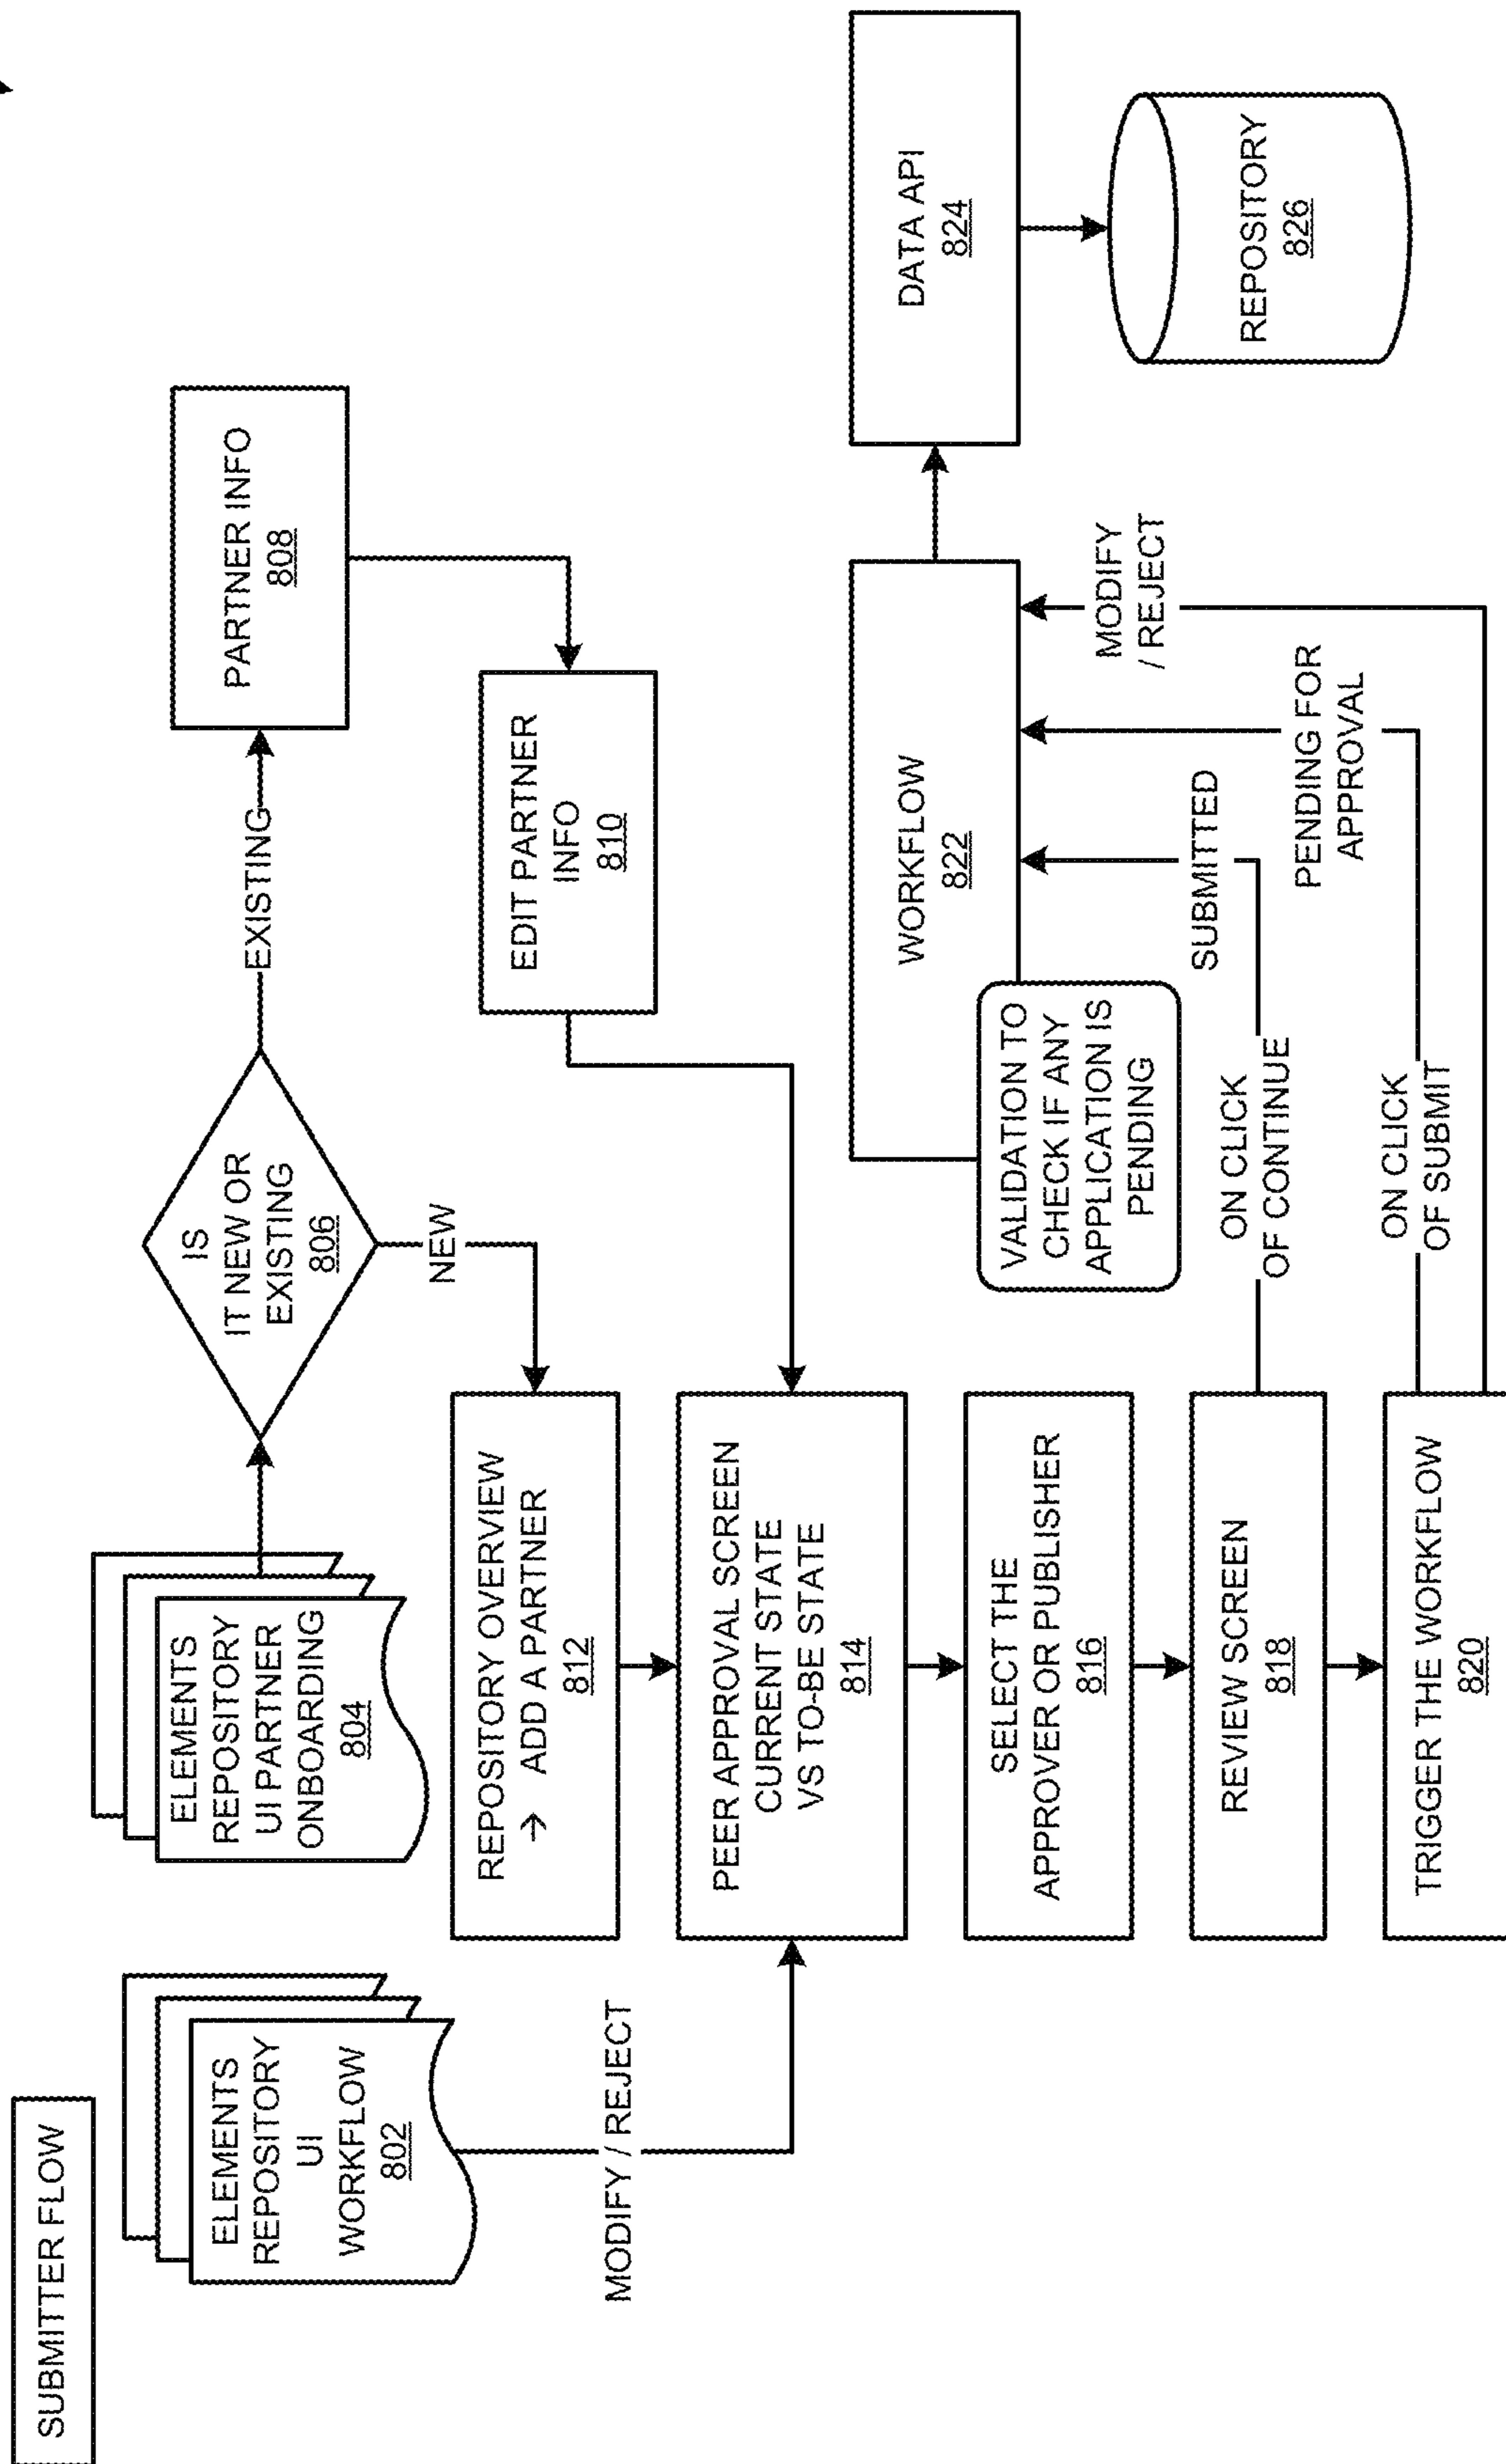 SUBMITTER FLOW
ELEMENTS
REPOSITORY
UI
WORKFLOW
802
MODIFY / REJECT
ELEMENTS
REPOSITORY
UI PARTNER
ONBOARDING
804
IS
IT NEW OR
EXISTING
806
EXISTING
NEW
PARTNER INFO
808
EDIT PARTNER
INFO
810
REPOSITORY OVERVIEW
→ ADD A PARTNER
812
PEER APPROVAL SCREEN
CURRENT STATE
VS TO-BE STATE
814
SELECT THE
APPROVER OR PUBLISHER
816
REVIEW SCREEN
818
TRIGGER THE WORKFLOW
820
ON CLICK
OF CONTINUE
SUBMITTED
ON CLICK
OF SUBMIT
PENDING FOR
APPROVAL
MODIFY
/ REJECT
VALIDATION TO
CHECK IF ANY
APPLICATION IS
PENDING
WORKFLOW
822
DATA API
824
REPOSITORY
826